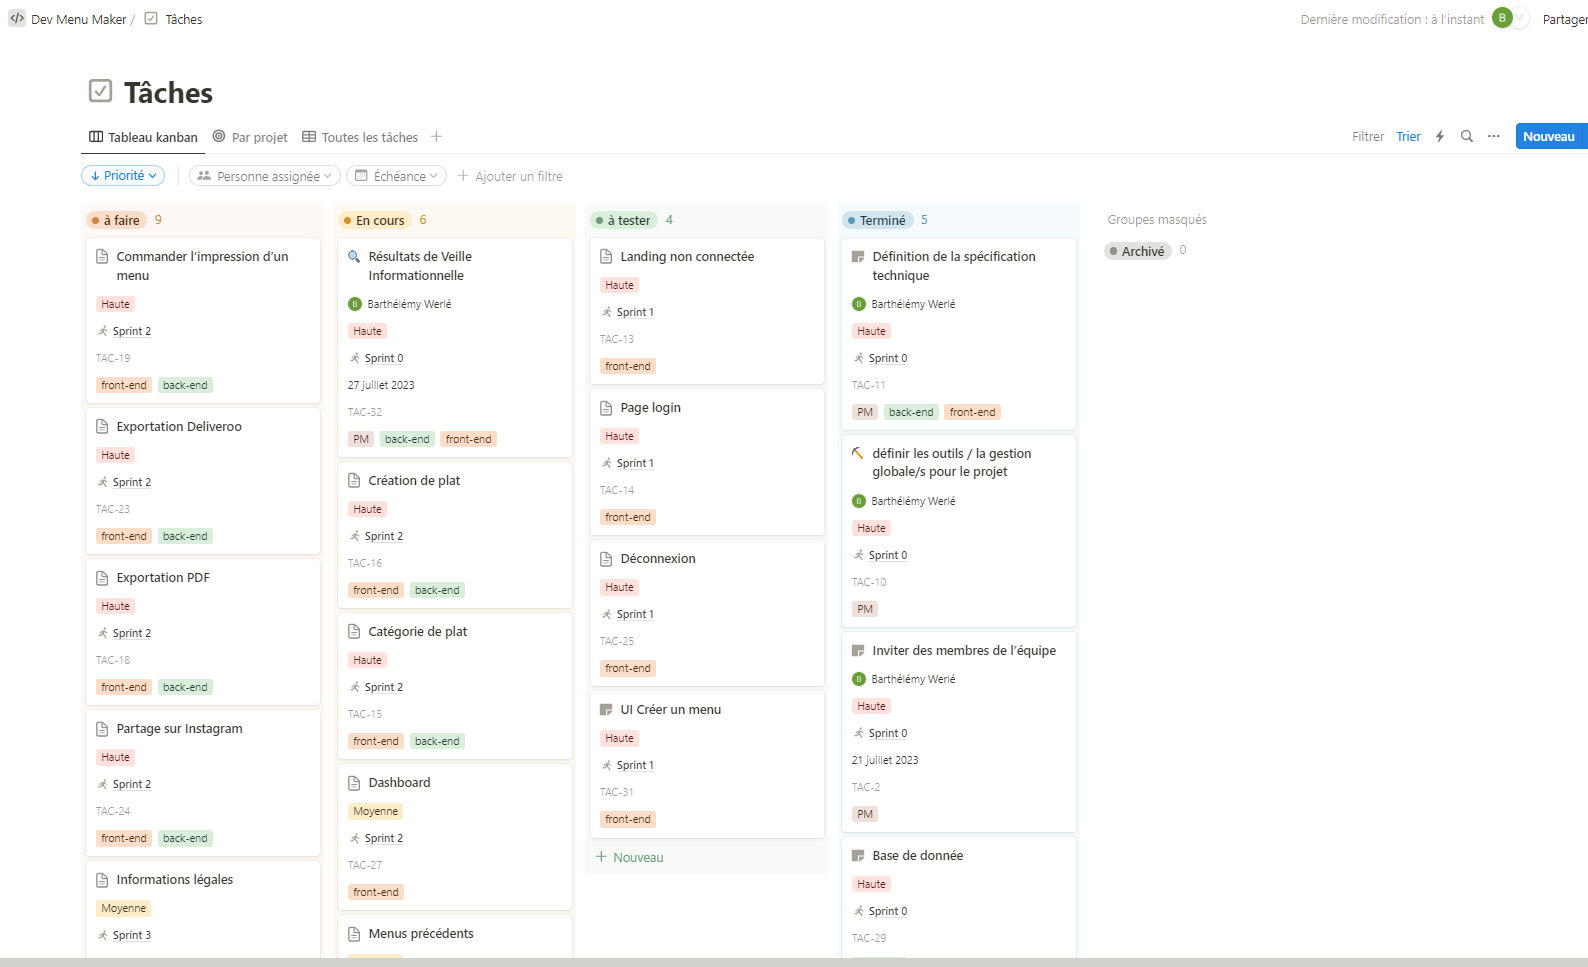 Dev Menu Maker / Tâches
Dernière modification : à l'instant
B
M
Partager
Tâches
Tableau kanban
Par projet
Toutes les tâches
Filtrer
Trier
Nouveau
Priorité
Personne assignée
Échéance
Ajouter un filtre
à faire 9
Commander l'impression d'un
menu
Haute
Sprint 2
TAC-19
front-end back-end
Exportation Deliveroo
Haute
Sprint 2
TAC-23
front-end back-end
Exportation PDF
Haute
Sprint 2
TAC-18
front-end back-end
Partage sur Instagram
Haute
Sprint 2
TAC-24
front-end back-end
Informations légales
Moyenne
Sprint 3
En cours 6
Résultats de Veille
Informationnelle
B Barthélémy Werlé
Haute
Sprint 0
27 juillet 2023
TAC-32
PM back-end front-end
Création de plat
Haute
Sprint 2
TAC-16
front-end back-end
Catégorie de plat
Haute
Sprint 2
TAC-15
front-end back-end
Dashboard
Moyenne
Sprint 2
TAC-27
front-end
Menus précédents
à tester 4
Landing non connectée
Haute
Sprint 1
TAC-13
front-end
Page login
Haute
Sprint 1
TAC-14
front-end
Déconnexion
Haute
Sprint 1
TAC-25
front-end
UI Créer un menu
Haute
Sprint 1
TAC-31
front-end
Nouveau
Terminé 5
Définition de la spécification
technique
B Barthélémy Werlé
Haute
Sprint 0
TAC-11
PM back-end front-end
définir les outils / la gestion
globale/s pour le projet
B Barthélémy Werlé
Haute
Sprint 0
TAC-10
PM
Inviter des membres de l'équipe
B Barthélémy Werlé
Haute
Sprint 0
21 juillet 2023
TAC-2
PM
Base de donnée
Haute
Sprint 0
TAC-29
Groupes masqués
Archivé 0